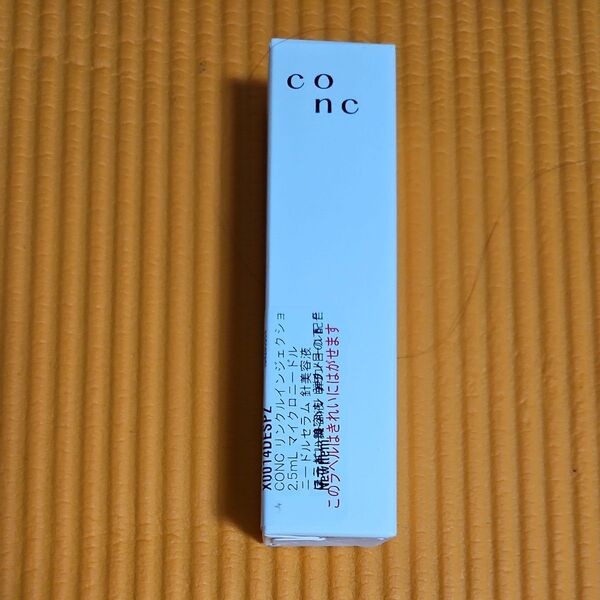 co
nc
X0014DESPZ
CONC リンクルインジェクショ
2.5mL マイクロニードル
ニードルセラム 針美容液
このラベルはきれいにはがせます